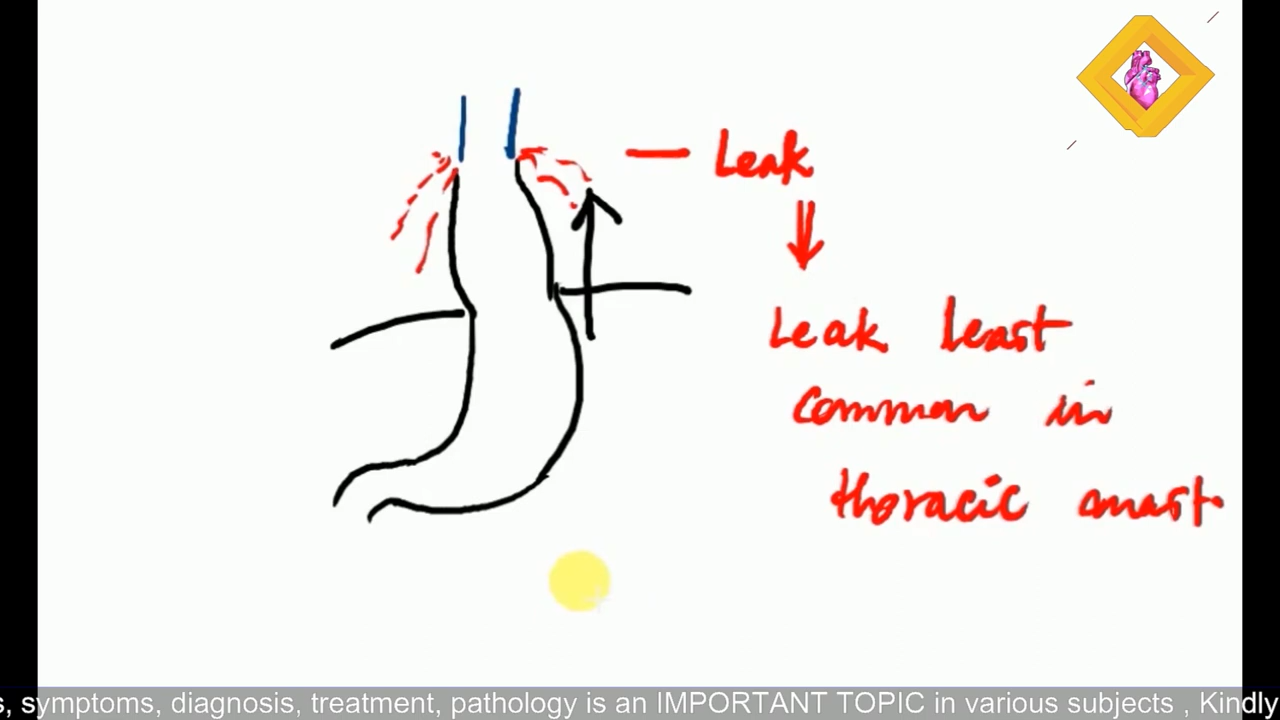 Leak
Leak least
common in
thoracic anast.
s, symptoms, diagnosis, treatment, pathology is an IMPORTANT TOPIC in various subjects , Kindly